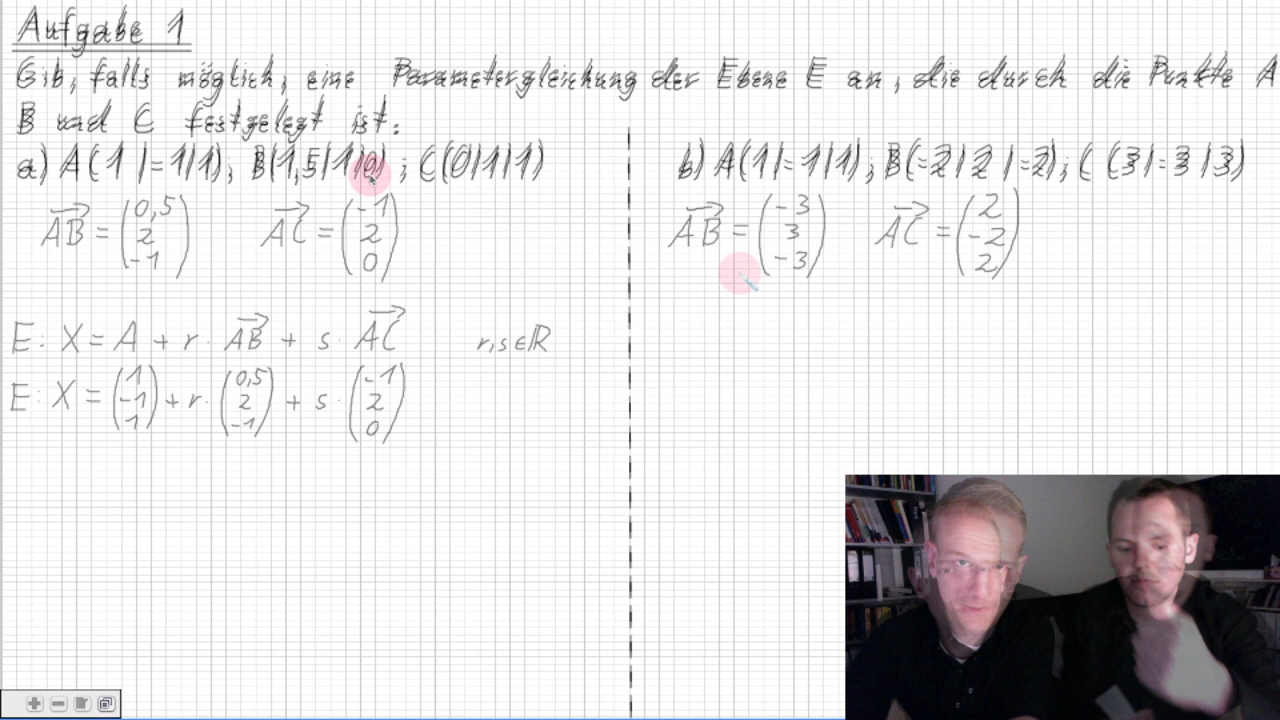 Aufgabe 1
Gib, falls möglich, eine Parametergleichung der Ebene E an, die durch die Punkte A
B und C festgelegt ist.
a) A(1|-1|1); B(1,5|1|0); C(0|1|1)
AB = (0,5 2 -1) AC = (-1 2 0)
E: X = A + r · AB + s · AC r,s∈ℝ
E: X = (1 -1 1) + r · (0,5 2 -1) + s · (-1 2 0)
b) A(1|-1|1); B(-2|2|-2); C(3|-3|3)
AB = (-3 3 -3) AC = (2 -2 2)